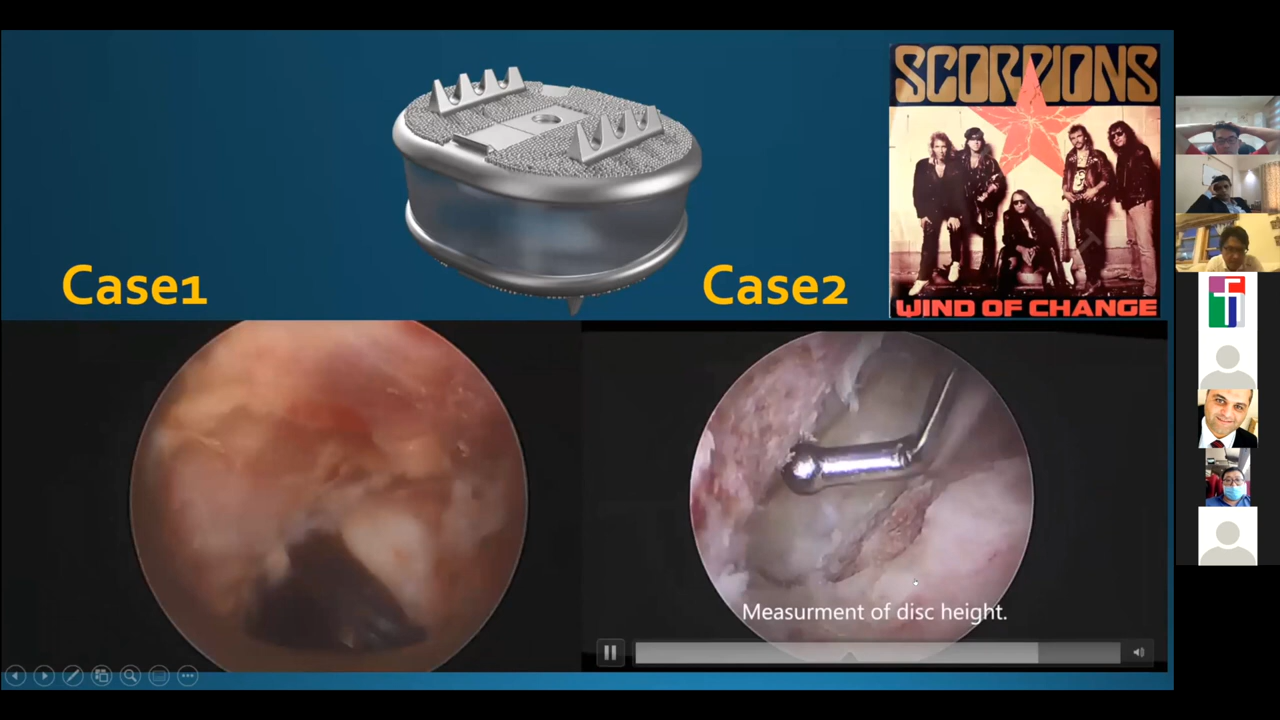 SCORPIONS
WIND OF CHANGE
Case1
Case2
Measurment of disc height.